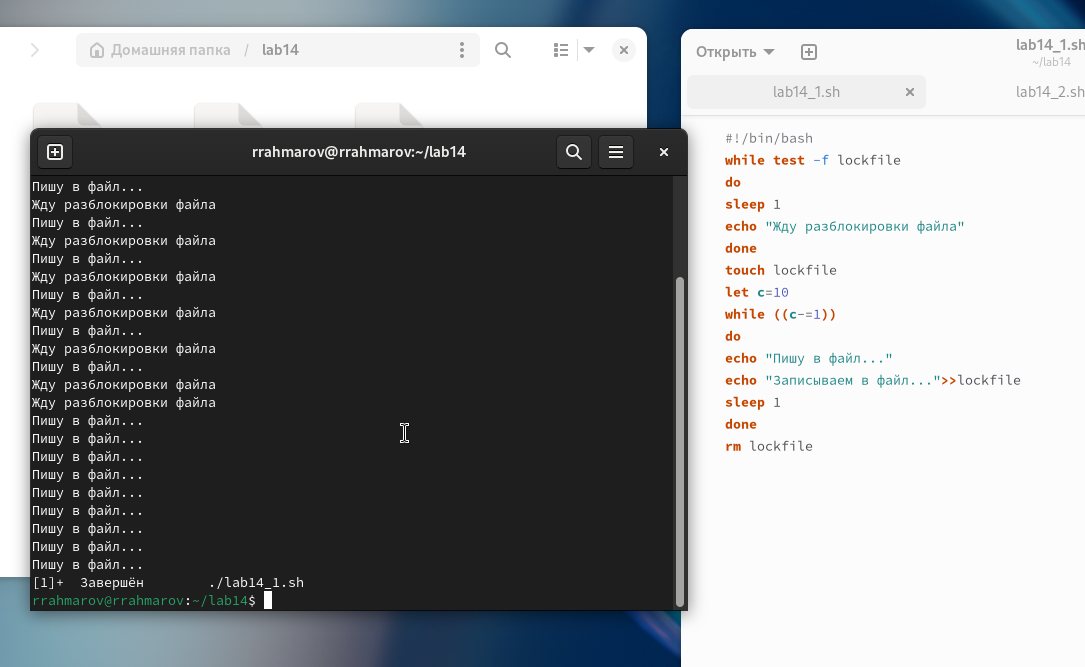 Домашняя папка / lab14
rrahmarov@rrahmarov:~/lab14
Пишу в файл...
Жду разблокировки файла
Пишу в файл...
Жду разблокировки файла
Пишу в файл...
Жду разблокировки файла
Пишу в файл...
Жду разблокировки файла
Пишу в файл...
Жду разблокировки файла
Пишу в файл...
Жду разблокировки файла
Жду разблокировки файла
Пишу в файл...
Пишу в файл...
Пишу в файл...
Пишу в файл...
Пишу в файл...
Пишу в файл...
Пишу в файл...
Пишу в файл...
Пишу в файл...
[1]+  Завершён        ./lab14_1.sh
rrahmarov@rrahmarov:~/lab14$
Открыть
lab14_1.sh
~/lab14
lab14_1.sh
lab14_2.sh
#!/bin/bash
while test -f lockfile
do
sleep 1
echo "Жду разблокировки файла"
done
touch lockfile
let c=10
while ((c-=1))
do
echo "Пишу в файл..."
echo "Записываем в файл...">>lockfile
sleep 1
done
rm lockfile